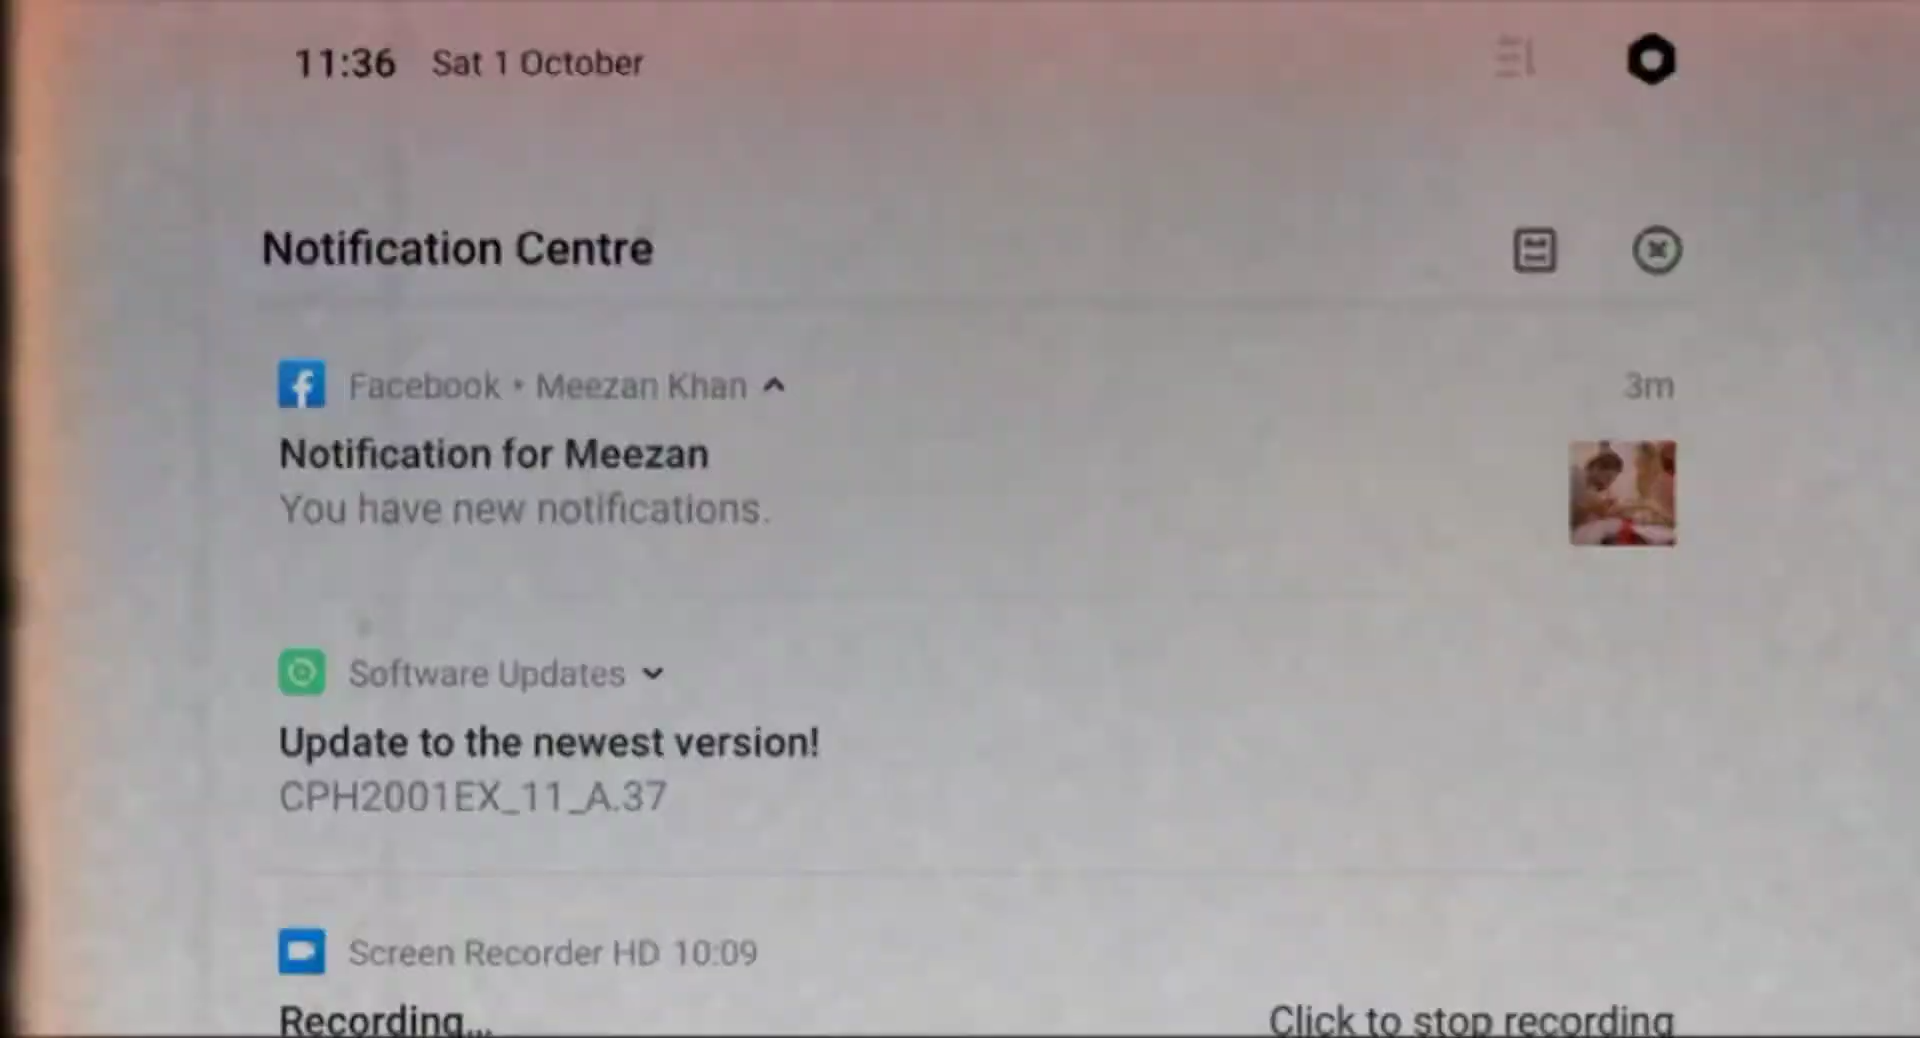 11:36 Sat 1 October
Notification Centre
Facebook • Meezan Khan 3m
Notification for Meezan
You have new notifications.
Software Updates
Update to the newest version!
CPH2001EX_11_A.37
Screen Recorder HD 10:09
Recording... Click to stop recording